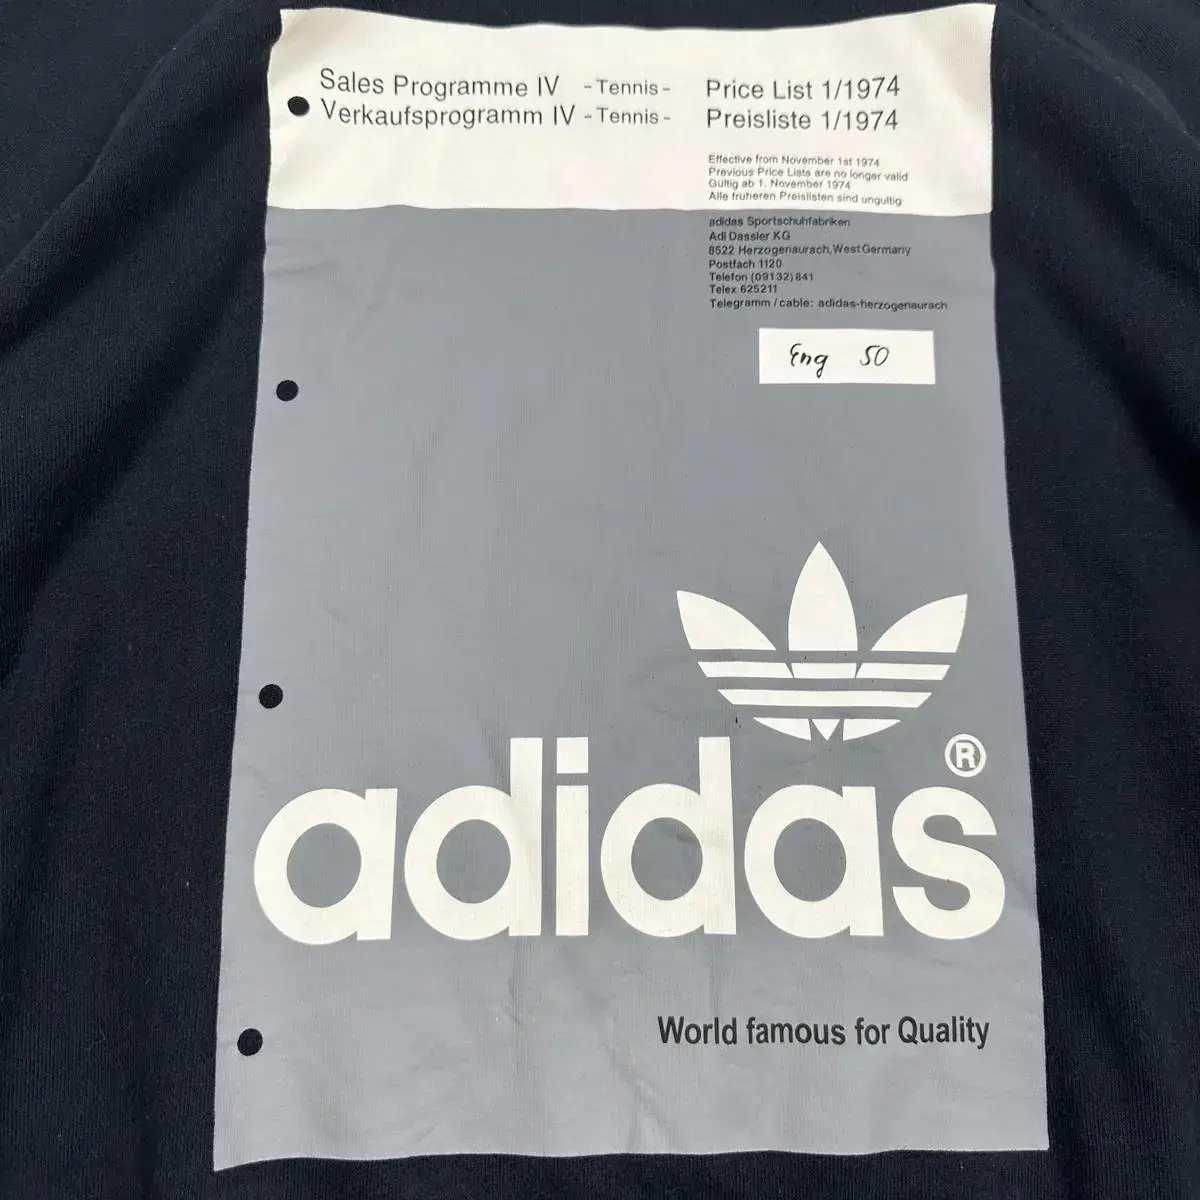 Sales Programme IV - Tennis - Price List 1/1974
Verkaufsprogramm IV - Tennis - Preisliste 1/1974
Effective from November 1st 1974
Previous Price Lists are no longer valid
Gultig ab 1. November 1974
Alle fruheren Preislisten sind ungultig
adidas Sportschuhfabriken
Adi Dassler KG
8522 Herzogenaurach, West Germany
Postfach 1120
Telefon (09132) 841
Telex 625211
Telegramm / cable: adidas-herzogenaurach
Eng 50
adidas®
World famous for Quality